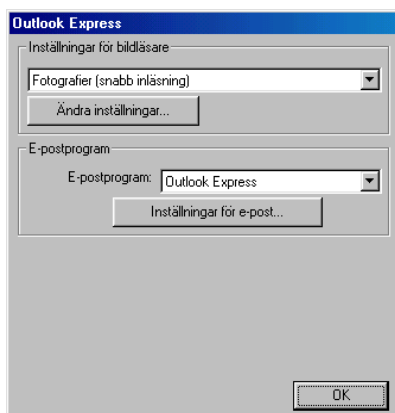 Outlook Express
Inställningar för bildläsare
Fotografier (snabb inläsning)
Ändra inställningar...
E-postprogram
E-postprogram: Outlook Express
Inställningar för e-post...
OK